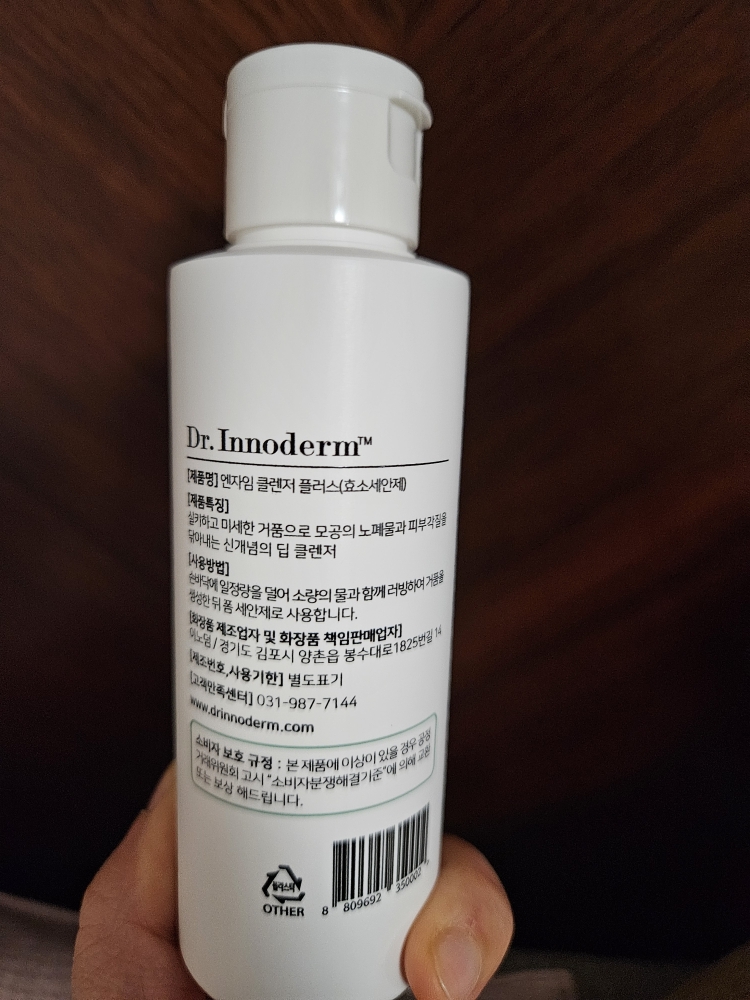 Dr.Innoderm™
[제품명] 엔자임 클렌저 플러스(효소세안제)
[제품특징]
실키하고 미세한 거품으로 모공의 노폐물과 피부각질을
닦아내는 신개념의 딥 클렌저
[사용방법]
손바닥에 일정량을 덜어 소량의 물과 함께 러빙하여 거품을
생성한 뒤 폼 세안제로 사용합니다.
[화장품 제조업자 및 화장품 책임판매업자]
이노덤 / 경기도 김포시 양촌읍 봉수대로1825번길 14
[제조번호,사용기한] 별도표기
[고객만족센터] 031-987-7144
www.drinnoderm.com
소비자 보호 규정 : 본 제품에 이상이 있을 경우 공정
거래위원회 고시 "소비자분쟁해결기준"에 의해 교환
또는 보상 해드립니다.
플라스틱
OTHER
8 809692 350002